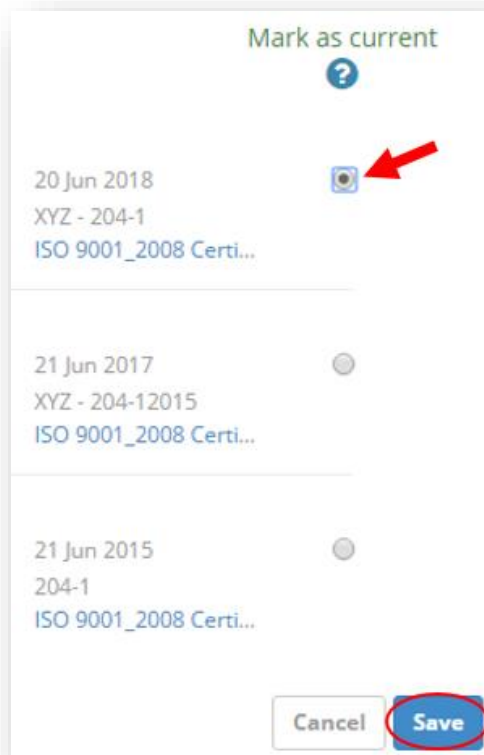 Mark as current
?
20 Jun 2018
XYZ - 204-1
ISO 9001_2008 Certi...
21 Jun 2017
XYZ - 204-12015
ISO 9001_2008 Certi...
21 Jun 2015
204-1
ISO 9001_2008 Certi...
Cancel Save